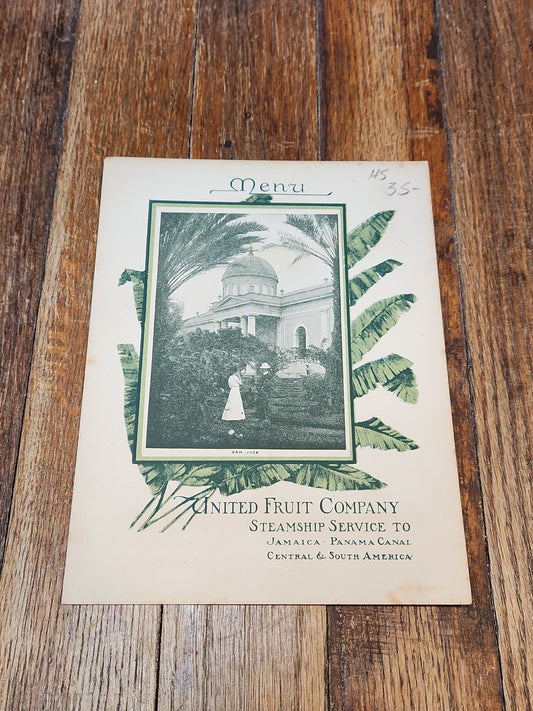 Menu
HS
35-
SAN JOSE
UNITED FRUIT COMPANY
STEAMSHIP SERVICE TO
JAMAICA · PANAMA CANAL
CENTRAL & SOUTH AMERICA